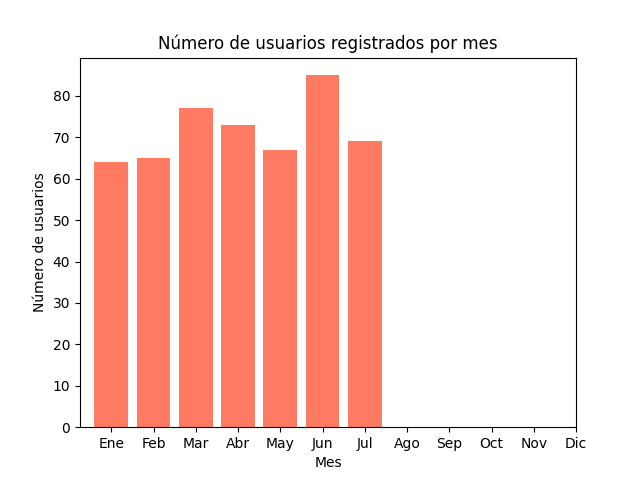 Número de usuarios registrados por mes
Número de usuarios
80
70
60
50
40
30
20
10
0
Ene Feb Mar Abr May Jun Jul Ago Sep Oct Nov Dic
Mes